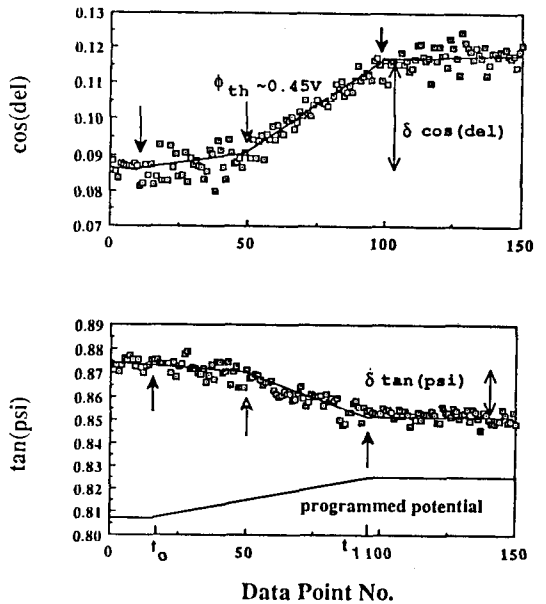 0.13
0.12
0.11
0.10
0.09
0.08
0.07
cos(del)
ϕth ~0.45V
δ cos(del)
0 50 100 150
0.89
0.88
0.87
0.86
0.85
0.84
0.83
0.82
0.81
0.80
tan(psi)
δ tan(psi)
programmed potential
0 to 50 t1 100 150
Data Point No.